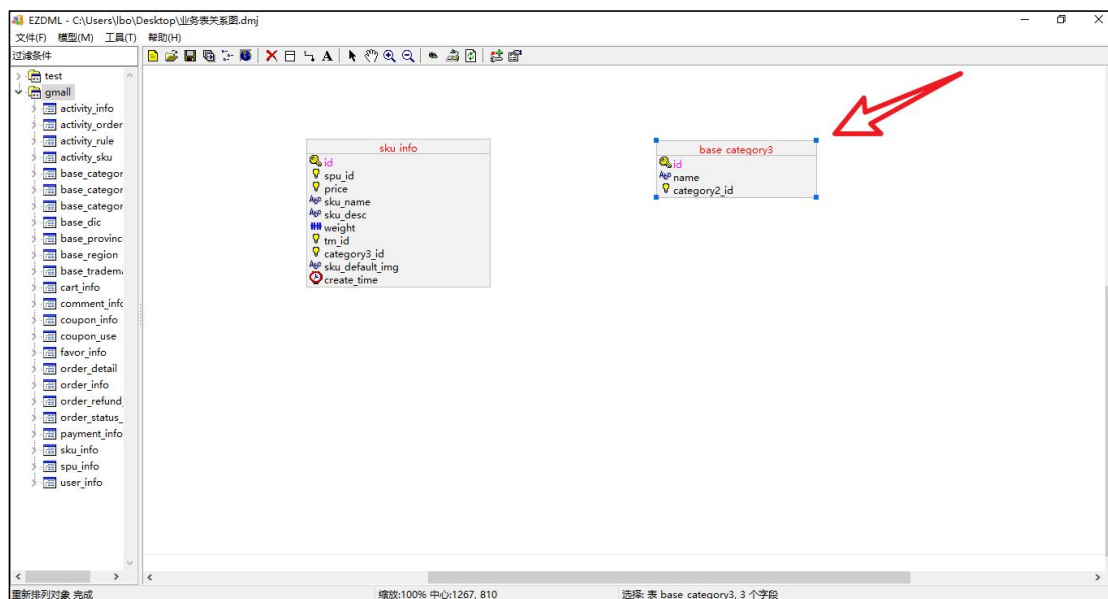 EZDML - C:\Users\lbo\Desktop\业务表关系图.dmj
文件(F) 模型(M) 工具(T) 帮助(H)
过滤条件
test
gmall
activity_info
activity_order
activity_rule
activity_sku
base_categor
base_categor
base_categor
base_dic
base_provinc
base_region
base_tradema
cart_info
comment_info
coupon_info
coupon_use
favor_info
order_detail
order_info
order_refund_
order_status_
payment_info
sku_info
spu_info
user_info
sku_info
id
spu_id
price
sku_name
sku_desc
weight
tm_id
category3_id
sku_default_img
create_time
base_category3
id
name
category2_id
重新排列对象 完成
缩放:100% 中心:1267, 810
选择: 表 base_category3, 3 个字段